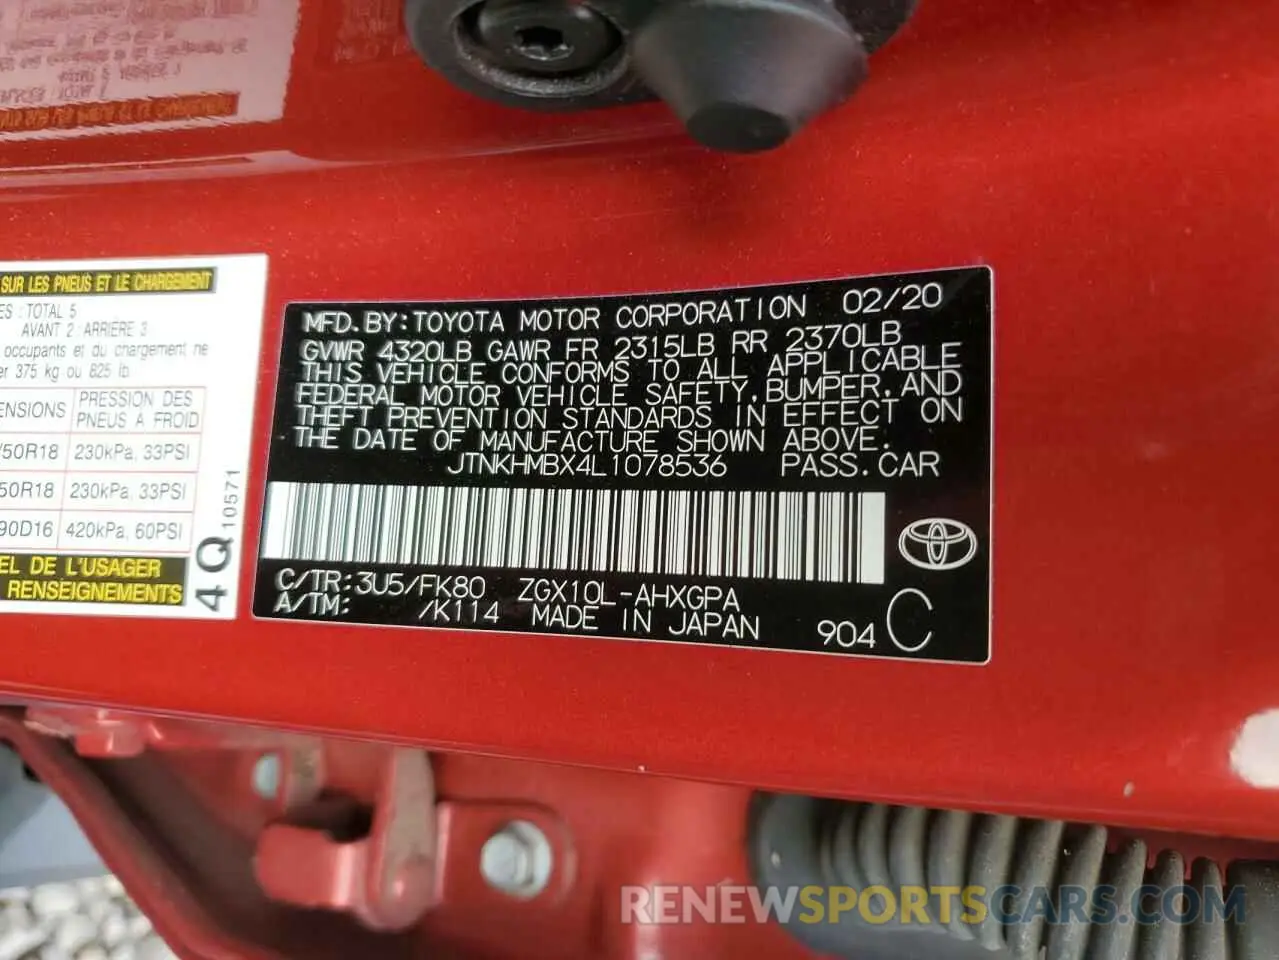 SUR LES PNEUS ET LE CHARGEMENT
TOTAL 5
AVANT 2 ARRIÈRE 3
occupants et du chargement ne
375 kg ou 825 lb
PRESSION DES
PNEUS A FROID
50R18 230kPa, 33PSI
50R18 230kPa, 33PSI
90D16 420kPa, 60PSI
DE L'USAGER
RENSEIGNEMENTS
4Q
10571
MFD.BY:TOYOTA MOTOR CORPORATION 02/20
GVWR 4320LB GAWR FR 2315LB RR 2370LB
THIS VEHICLE CONFORMS TO ALL APPLICABLE
FEDERAL MOTOR VEHICLE SAFETY,BUMPER,AND
THEFT PREVENTION STANDARDS IN EFFECT ON
THE DATE OF MANUFACTURE SHOWN ABOVE.
JTNKHMBX4L1078536 PASS.CAR
C/TR:3U5/FK80 ZGX10L-AHXGPA
A/TM: /K114 MADE IN JAPAN
904 C
RENEWSPORTSCARS.COM